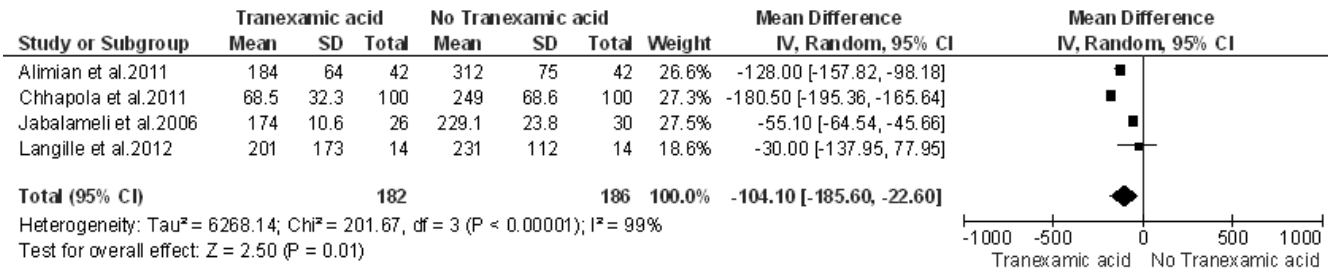 Tranexamic acid No Tranexamic acid Mean Difference Mean Difference
Study or Subgroup Mean SD Total Mean SD Total Weight IV, Random, 95% CI IV, Random, 95% CI
Alimian et al.2011 184 64 42 312 75 42 26.6% -128.00 [-157.82, -98.18]
Chhapola et al.2011 68.5 32.3 100 249 68.6 100 27.3% -180.50 [-195.36, -165.64]
Jabalameli et al.2006 174 10.6 26 229.1 23.8 30 27.5% -55.10 [-64.54, -45.66]
Langille et al.2012 201 173 14 231 112 14 18.6% -30.00 [-137.95, 77.95]
Total (95% CI) 182 186 100.0% -104.10 [-185.60, -22.60]
Heterogeneity: Tau² = 6268.14; Chi² = 201.67, df = 3 (P < 0.00001); I² = 99%
Test for overall effect: Z = 2.50 (P = 0.01)
-1000 -500 0 500 1000
Tranexamic acid No Tranexamic acid